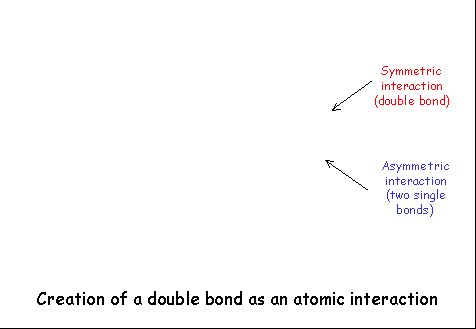 Symmetric
interaction
(double bond)
Asymmetric
interaction
(two single
bonds)
Creation of a double bond as an atomic interaction